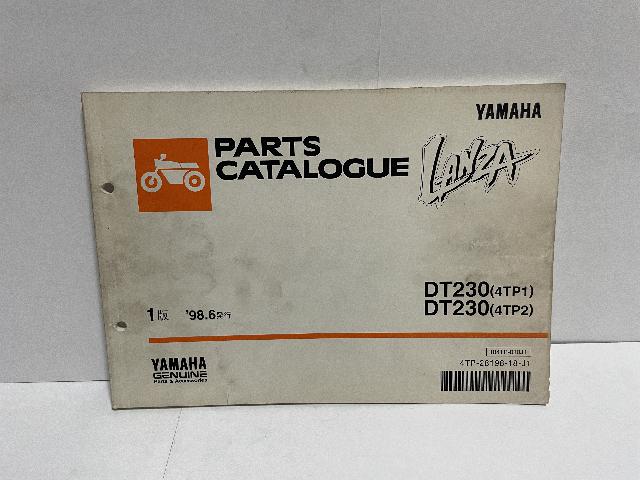 YAMAHA
PARTS
CATALOGUE
LANZA
DT230(4TP1)
DT230(4TP2)
1版 '98.6発行
YAMAHA
GENUINE
Parts & Accessories
4TP-28198-18-J1